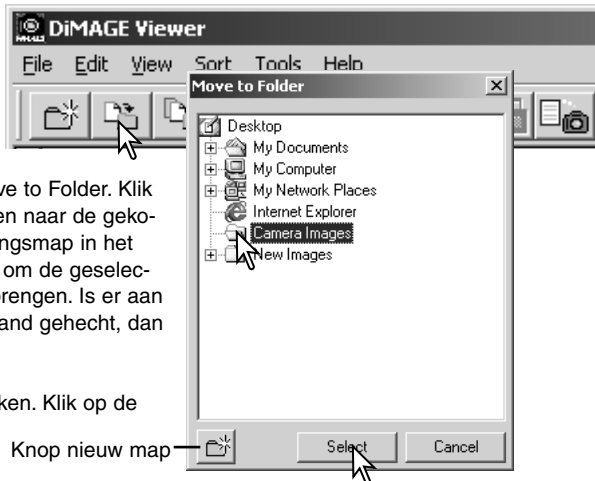 DiMAGE Viewer
File Edit View Sort Tools Help
Move to Folder
Desktop
My Documents
My Computer
My Network Places
Internet Explorer
Camera Images
New Images
ve to Folder. Klik
en naar de geko-
ngsmap in het
om de geselec-
rengen. Is er aan
and gehecht, dan
ken. Klik op de
Knop nieuw map
Select Cancel